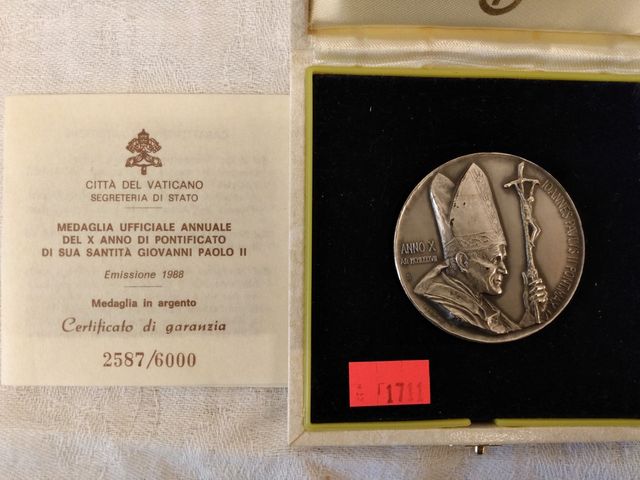 CITTÀ DEL VATICANO
SEGRETERIA DI STATO
MEDAGLIA UFFICIALE ANNUALE
DEL X ANNO DI PONTIFICATO
DI SUA SANTITÀ GIOVANNI PAOLO II
Emissione 1988
Medaglia in argento
Certificato di garanzia
2587/6000
ANNO X
IOANNES PAVLVS II
1711